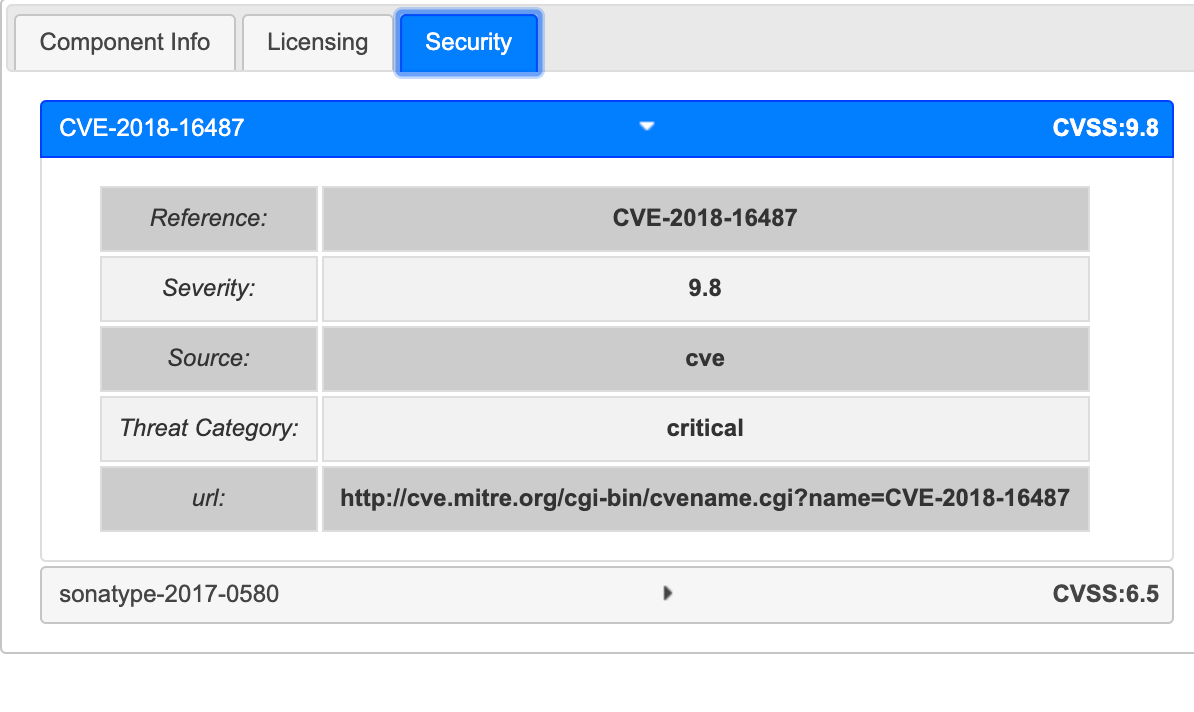 Component Info Licensing Security
CVE-2018-16487 CVSS:9.8
Reference: CVE-2018-16487
Severity: 9.8
Source: cve
Threat Category: critical
url: http://cve.mitre.org/cgi-bin/cvename.cgi?name=CVE-2018-16487
sonatype-2017-0580 CVSS:6.5